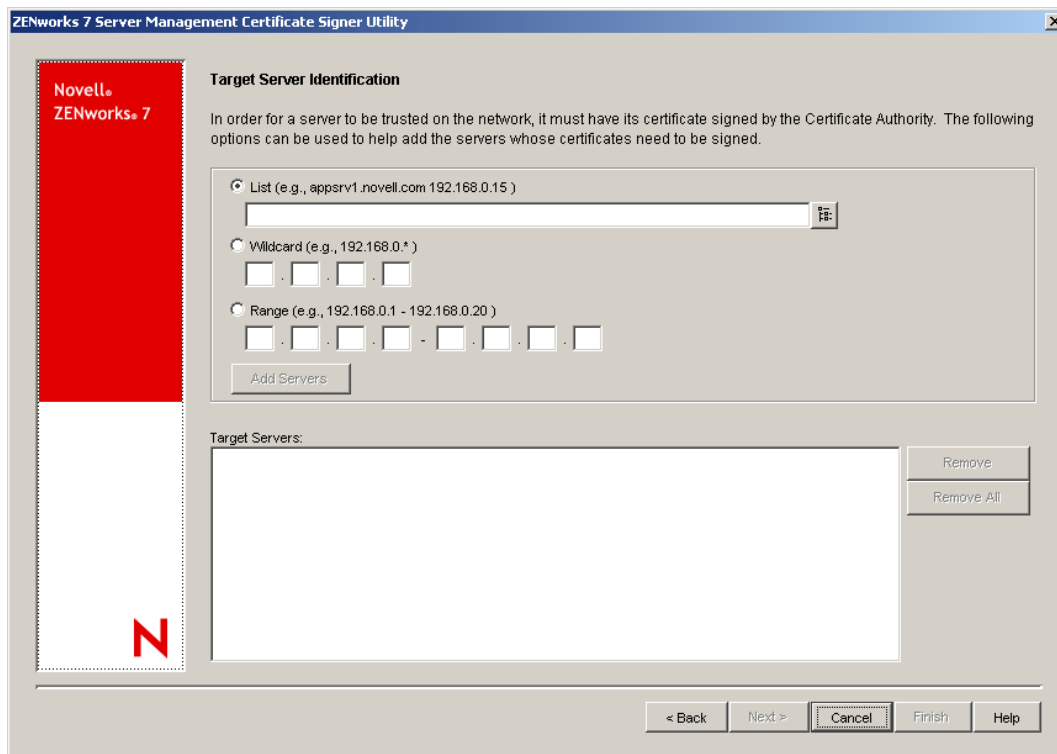 ZENworks 7 Server Management Certificate Signer Utility
Novell®
ZENworks® 7
Target Server Identification
In order for a server to be trusted on the network, it must have its certificate signed by the Certificate Authority. The following
options can be used to help add the servers whose certificates need to be signed.
List (e.g., appsrv1.novell.com 192.168.0.15 )
Wildcard (e.g., 192.168.0.* )
. . .
Range (e.g., 192.168.0.1 - 192.168.0.20 )
. . . - . . .
Add Servers
Target Servers:
Remove
Remove All
N
< Back Next > Cancel Finish Help